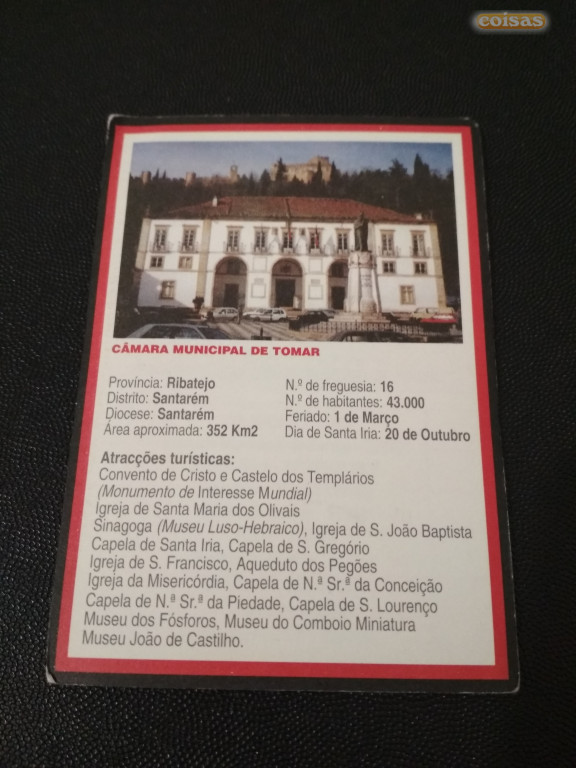 coisas
CÂMARA MUNICIPAL DE TOMAR
Província: Ribatejo
Distrito: Santarém
Diocese: Santarém
Área aproximada: 352 Km2
N.º de freguesia: 16
N.º de habitantes: 43.000
Feriado: 1 de Março
Dia de Santa Iria: 20 de Outubro
Atracções turísticas:
Convento de Cristo e Castelo dos Templários
(Monumento de Interesse Mundial)
Igreja de Santa Maria dos Olivais
Sinagoga (Museu Luso-Hebraico), Igreja de S. João Baptista
Capela de Santa Iria, Capela de S. Gregório
Igreja de S. Francisco, Aqueduto dos Pegões
Igreja da Misericórdia, Capela de N.ª Sr.ª da Conceição
Capela de N.ª Sr.ª da Piedade, Capela de S. Lourenço
Museu dos Fósforos, Museu do Comboio Miniatura
Museu João de Castilho.